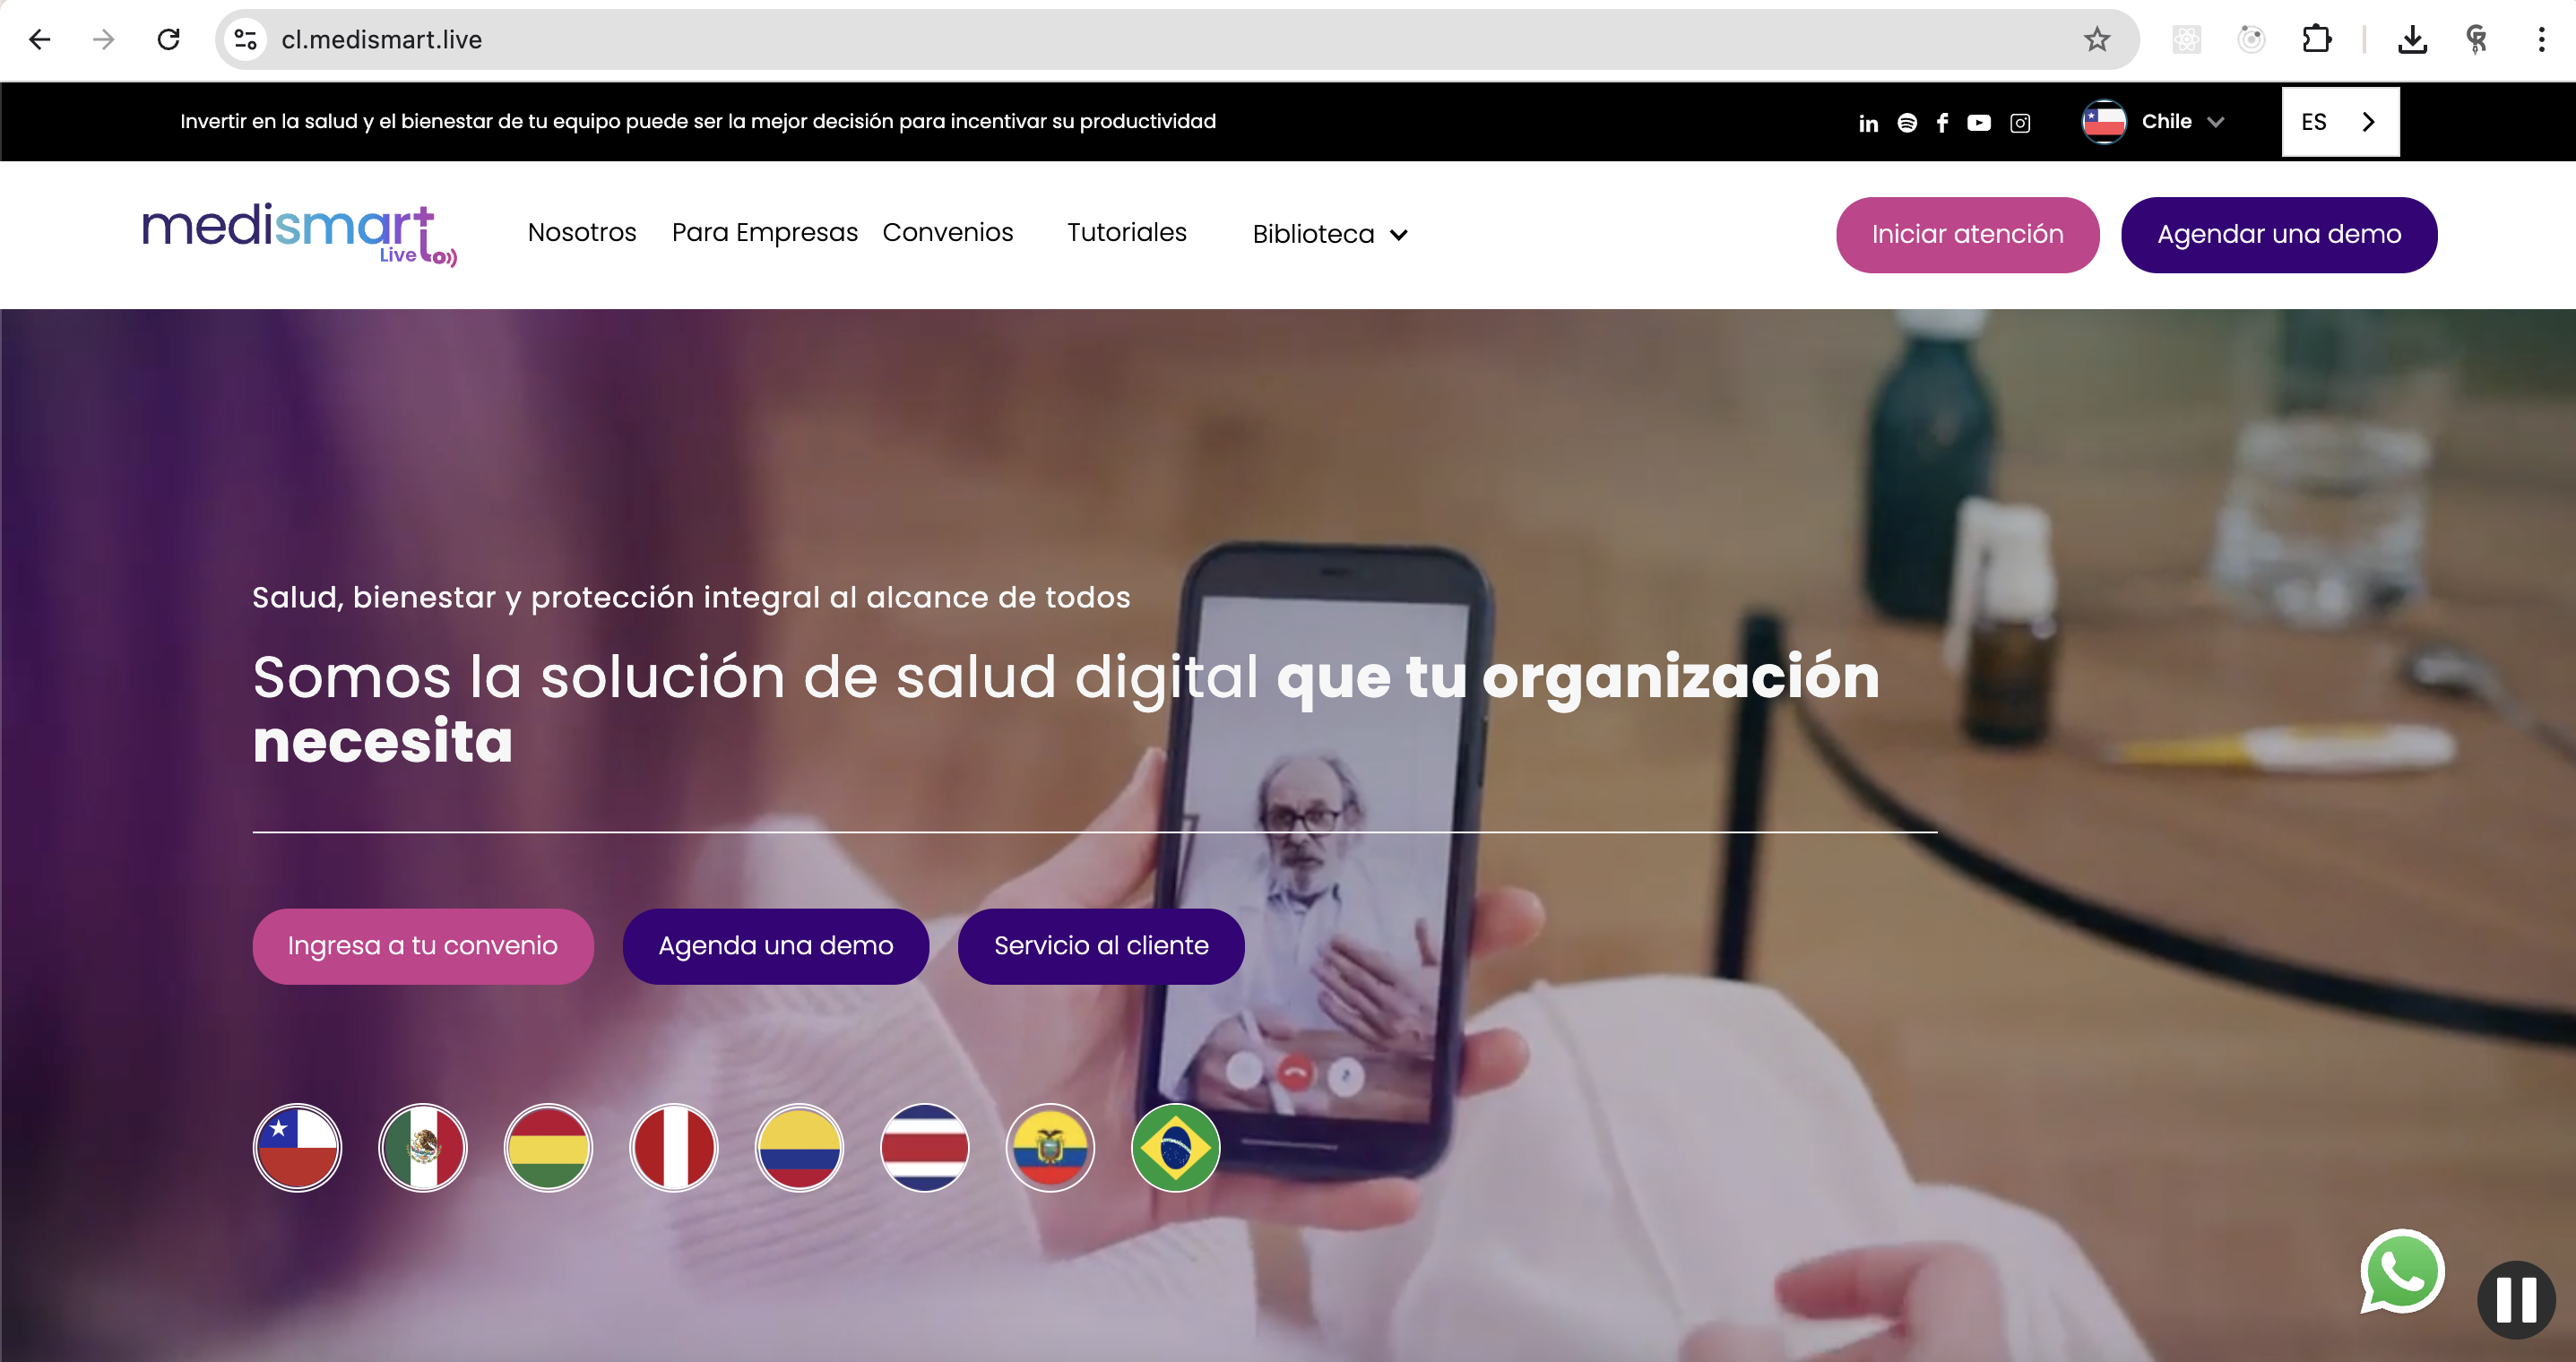 cl.medismart.live
Invertir en la salud y el bienestar de tu equipo puede ser la mejor decisión para incentivar su productividad
Chile
ES
medismart
Live
Nosotros
Para Empresas
Convenios
Tutoriales
Biblioteca
Iniciar atención
Agendar una demo
Salud, bienestar y protección integral al alcance de todos
Somos la solución de salud digital que tu organización
necesita
Ingresa a tu convenio
Agenda una demo
Servicio al cliente